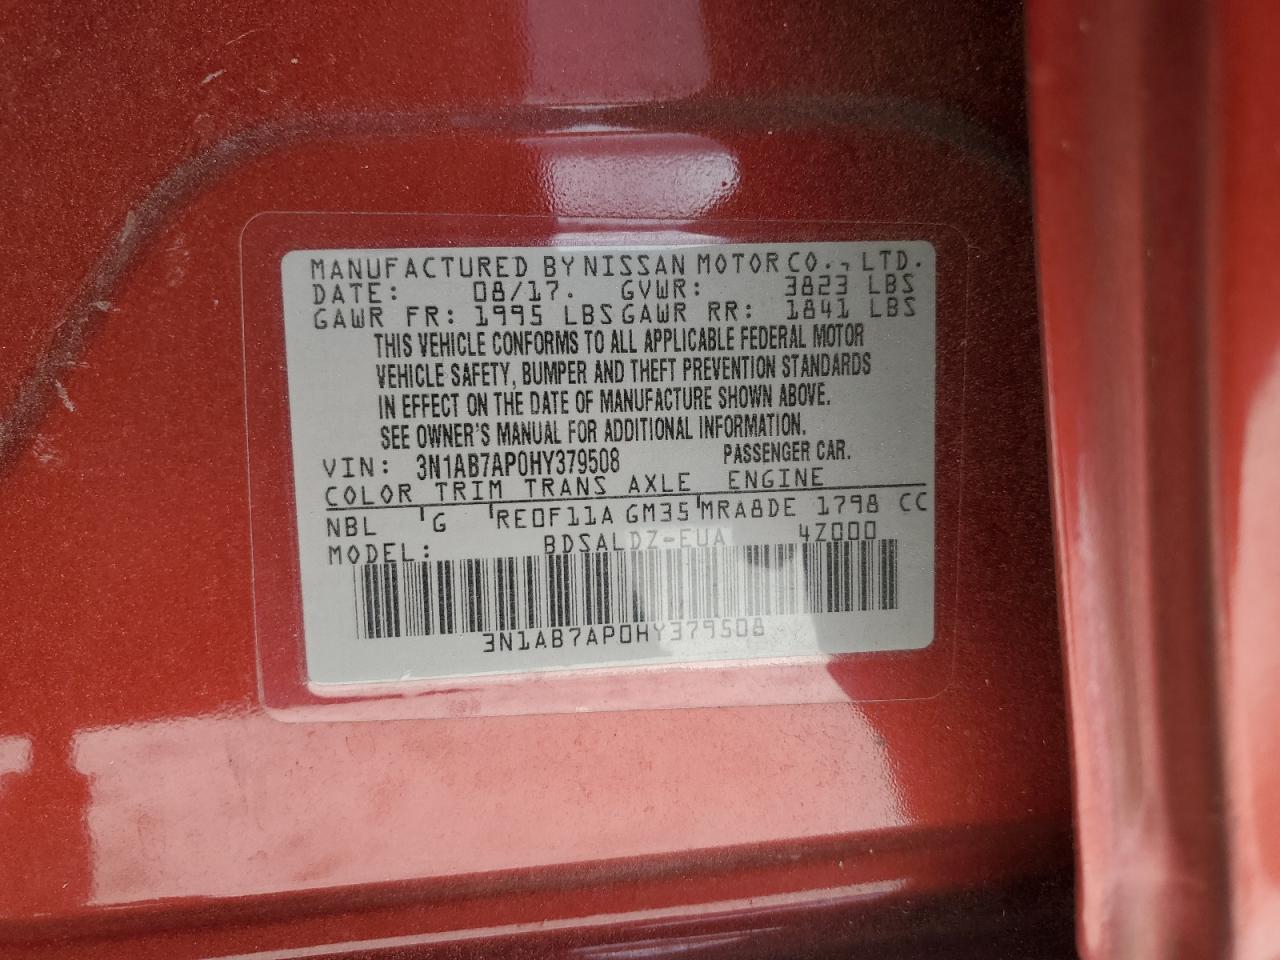 MANUFACTURED BY NISSAN MOTOR CO., LTD.
DATE: 08/17. GVWR: 3823 LBS
GAWR FR: 1995 LBS GAWR RR: 1841 LBS
THIS VEHICLE CONFORMS TO ALL APPLICABLE FEDERAL MOTOR
VEHICLE SAFETY, BUMPER AND THEFT PREVENTION STANDARDS
IN EFFECT ON THE DATE OF MANUFACTURE SHOWN ABOVE.
SEE OWNER'S MANUAL FOR ADDITIONAL INFORMATION.
VIN: 3N1AB7AP0HY379508 PASSENGER CAR.
COLOR TRIM TRANS AXLE ENGINE
NBL G RE0F11A GM35 MRA8DE 1798 CC
MODEL: BDSALDZ-EUA 4Z000
3N1AB7AP0HY379508